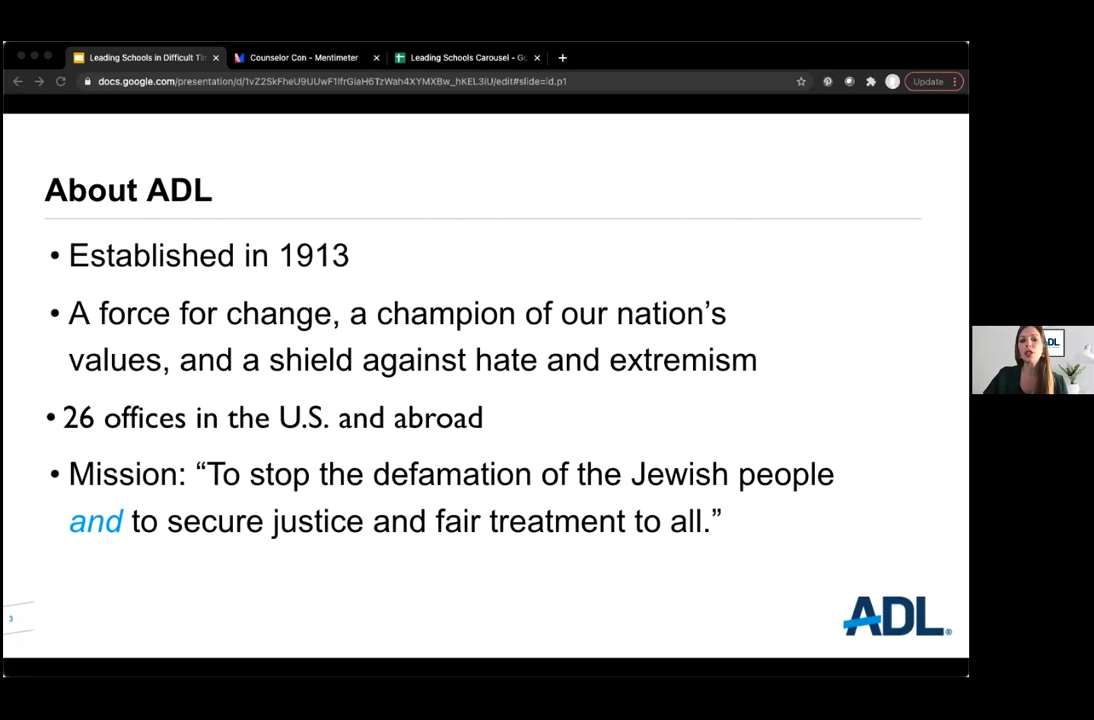 Leading Schools in Difficult Tir
Counselor Con - Mentimeter
Leading Schools Carousel - Go
docs.google.com/presentation/d/1vZ2SkFheU9UUwF1IfrGiaH6TzWah4XYMXBw_hKEL3iU/edit#slide=id.p1
Update
About ADL
• Established in 1913
• A force for change, a champion of our nation’s
values, and a shield against hate and extremism
• 26 offices in the U.S. and abroad
• Mission: “To stop the defamation of the Jewish people
and to secure justice and fair treatment to all.”
3
ADL®